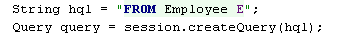 String hql = "FROM Employee E";
Query query = session.createQuery(hql);